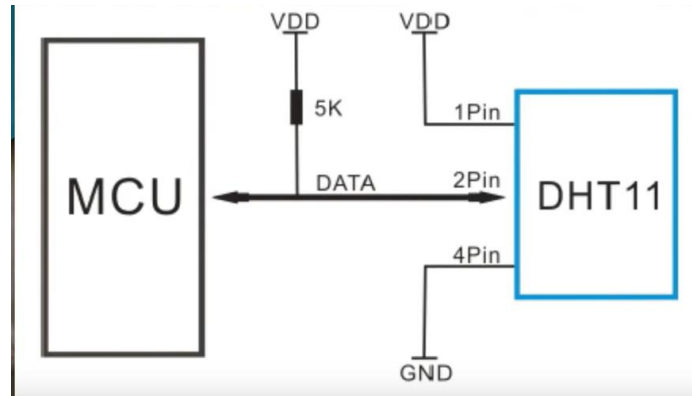 VDD
VDD
5K
1Pin
MCU
DATA
2Pin
DHT11
4Pin
GND